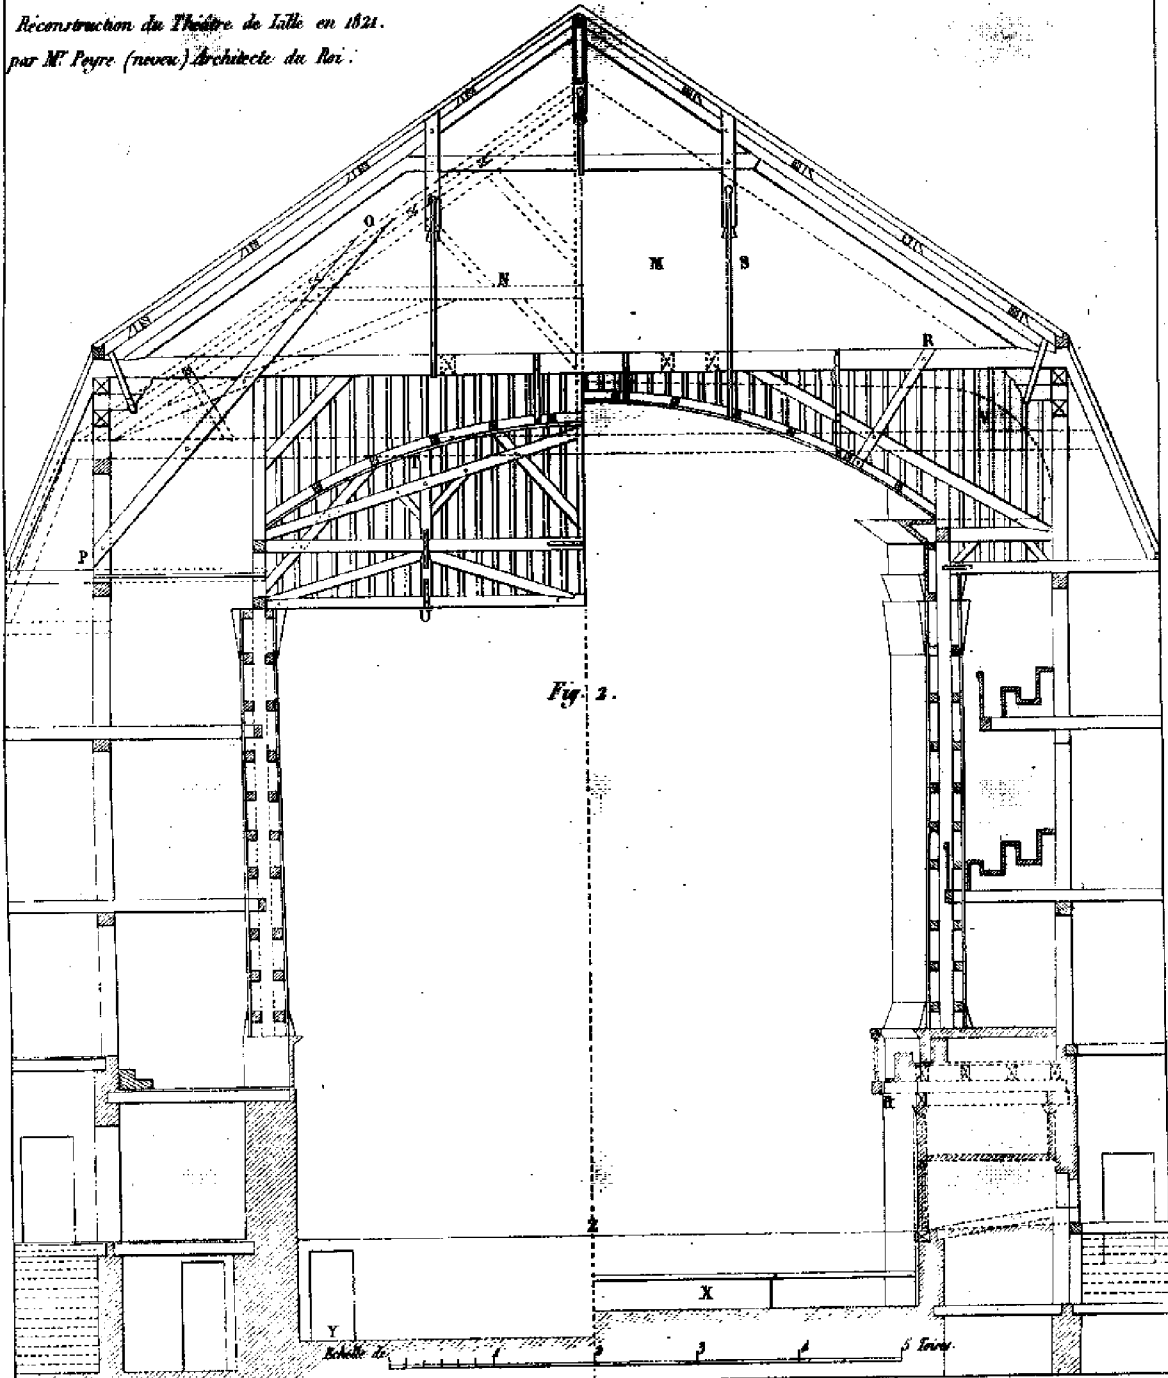 Réconstruction du Théâtre de Lille en 1821.
par Mr Peyre (neveu) Architecte du Roi.
Q
N
M
S
R
P
T
U
Fig. 2.
Z
X
Y
Echelle de 1 2 3 4 5 Toises.